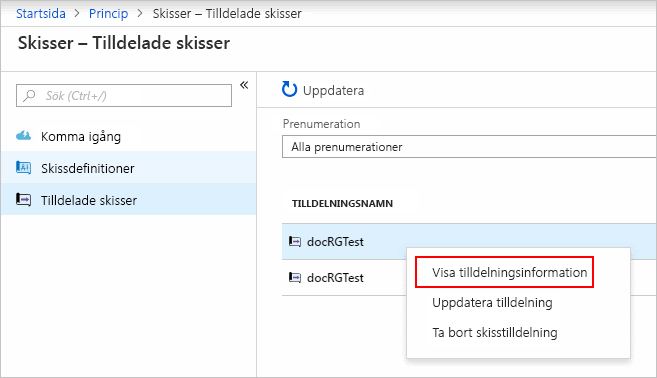 Startsida > Princip > Skisser – Tilldelade skisser
Skisser – Tilldelade skisser
Sök (Ctrl+/)
«
Komma igång
Skissdefinitioner
Tilldelade skisser
Uppdatera
Prenumeration
Alla prenumerationer
TILLDELNINGSNAMN
docRGTest
docRGTest
Visa tilldelningsinformation
Uppdatera tilldelning
Ta bort skisstilldelning